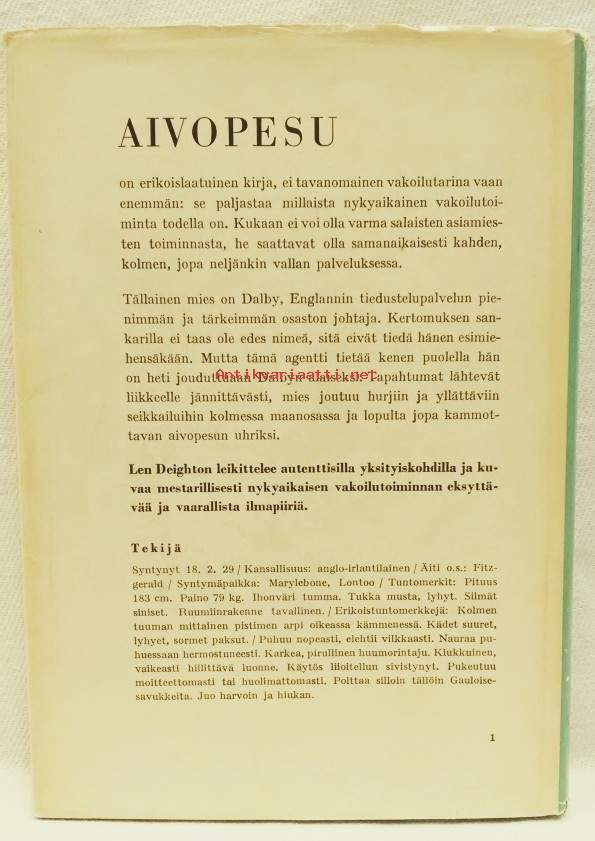 AIVOPESU
on erikoislaatuinen kirja, ei tavanomainen vakoilutarina vaan
enemmän: se paljastaa millaista nykyaikainen vakoilutoi-
minta todella on. Kukaan ei voi olla varma salaisten asiamies-
ten toiminnasta, he saattavat olla samanaikaisesti kahden,
kolmen, jopa neljänkin vallan palveluksessa.
Tällainen mies on Dalby, Englannin tiedustelupalvelun pie-
nimmän ja tärkeimmän osaston johtaja. Kertomuksen san-
karilla ei taas ole edes nimeä, sitä eivät tiedä hänen esimie-
hensäkään. Mutta tämä agentti tietää kenen puolella hän
Antikvariaatti.net
on heti jouduttuaan Dalbyn alaiseksi. Tapahtumat lähtevät
liikkeelle jännittävästi, mies joutuu hurjiin ja yllättäviin
seikkailuihin kolmessa maanosassa ja lopulta jopa kammot-
tavan aivopesun uhriksi.
Len Deighton leikittelee autenttisilla yksityiskohdilla ja ku-
vaa mestarillisesti nykyaikaisen vakoilutoiminnan eksyttä-
vää ja vaarallista ilmapiiriä.
Tekijä
Syntynyt 18. 2. 29 / Kansallisuus: anglo-irlantilainen / Äiti o.s.: Fitz-
gerald / Syntymäpaikka: Marylebone, Lontoo / Tuntomerkit: Pituus
183 cm. Paino 79 kg. Ihonväri tumma. Tukka musta, lyhyt. Silmät
siniset. Ruumiinrakenne tavallinen. / Erikoistuntomerkkejä: Kolmen
tuuman mittainen pistimen arpi oikeassa kämmenessä. Kädet suuret,
lyhyet, sormet paksut. / Puhuu nopeasti, elehtii vilkkaasti. Nauraa pu-
huessaan hermostuneesti. Karkea, pirullinen huumorintaju. Kiukkuinen,
vaikeasti hillittävä luonne. Käytös liioitellun sivistynyt. Pukeutuu
moitteettomasti tai huolimattomasti. Polttaa silloin tällöin Gauloise-
savukkeita. Juo harvoin ja hiukan.
1